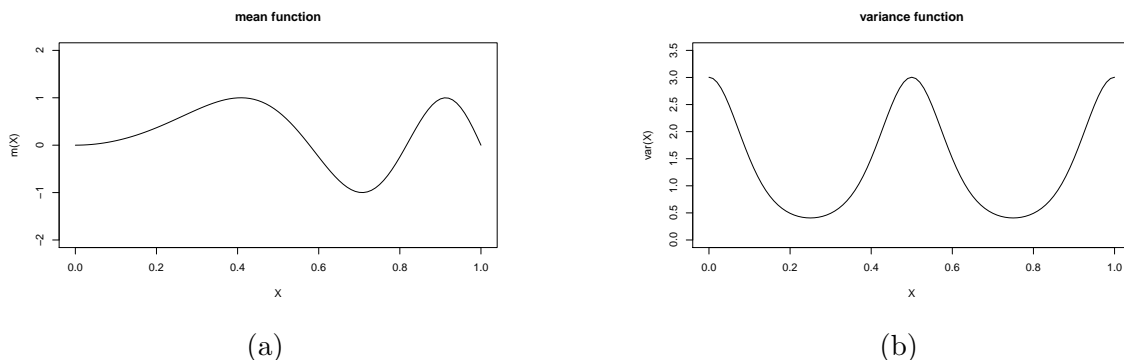 mean function
2
1
0
−1
−2
m(X)
0.0 0.2 0.4 0.6 0.8 1.0
X
(a)
variance function
3.5
3.0
2.5
2.0
1.5
1.0
0.5
0.0
var(X)
0.0 0.2 0.4 0.6 0.8 1.0
X
(b)